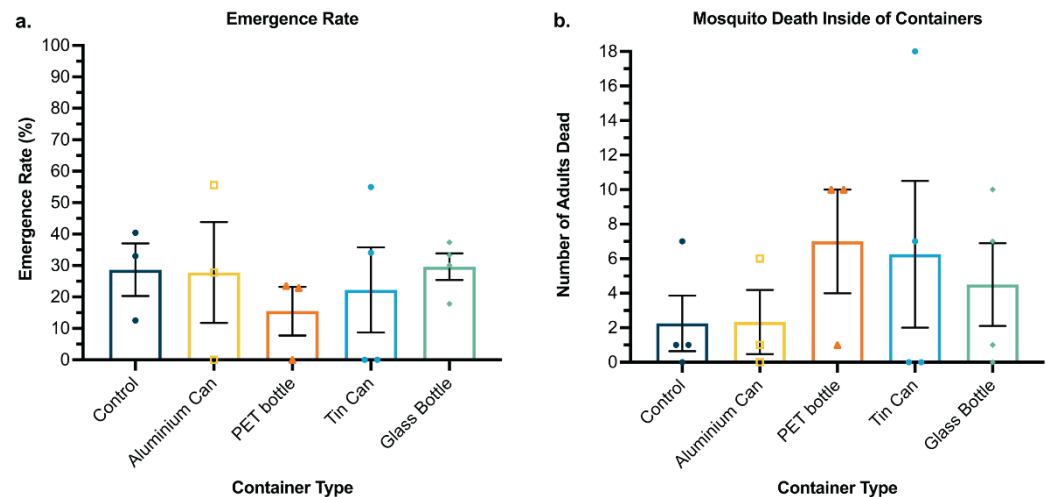 a.
Emergence Rate
Emergence Rate (%)
100
90
80
70
60
50
40
30
20
10
0
Control
Aluminium Can
PET bottle
Tin Can
Glass Bottle
Container Type
b.
Mosquito Death Inside of Containers
Number of Adults Dead
18
16
14
12
10
8
6
4
2
0
Control
Aluminium Can
PET bottle
Tin Can
Glass Bottle
Container Type